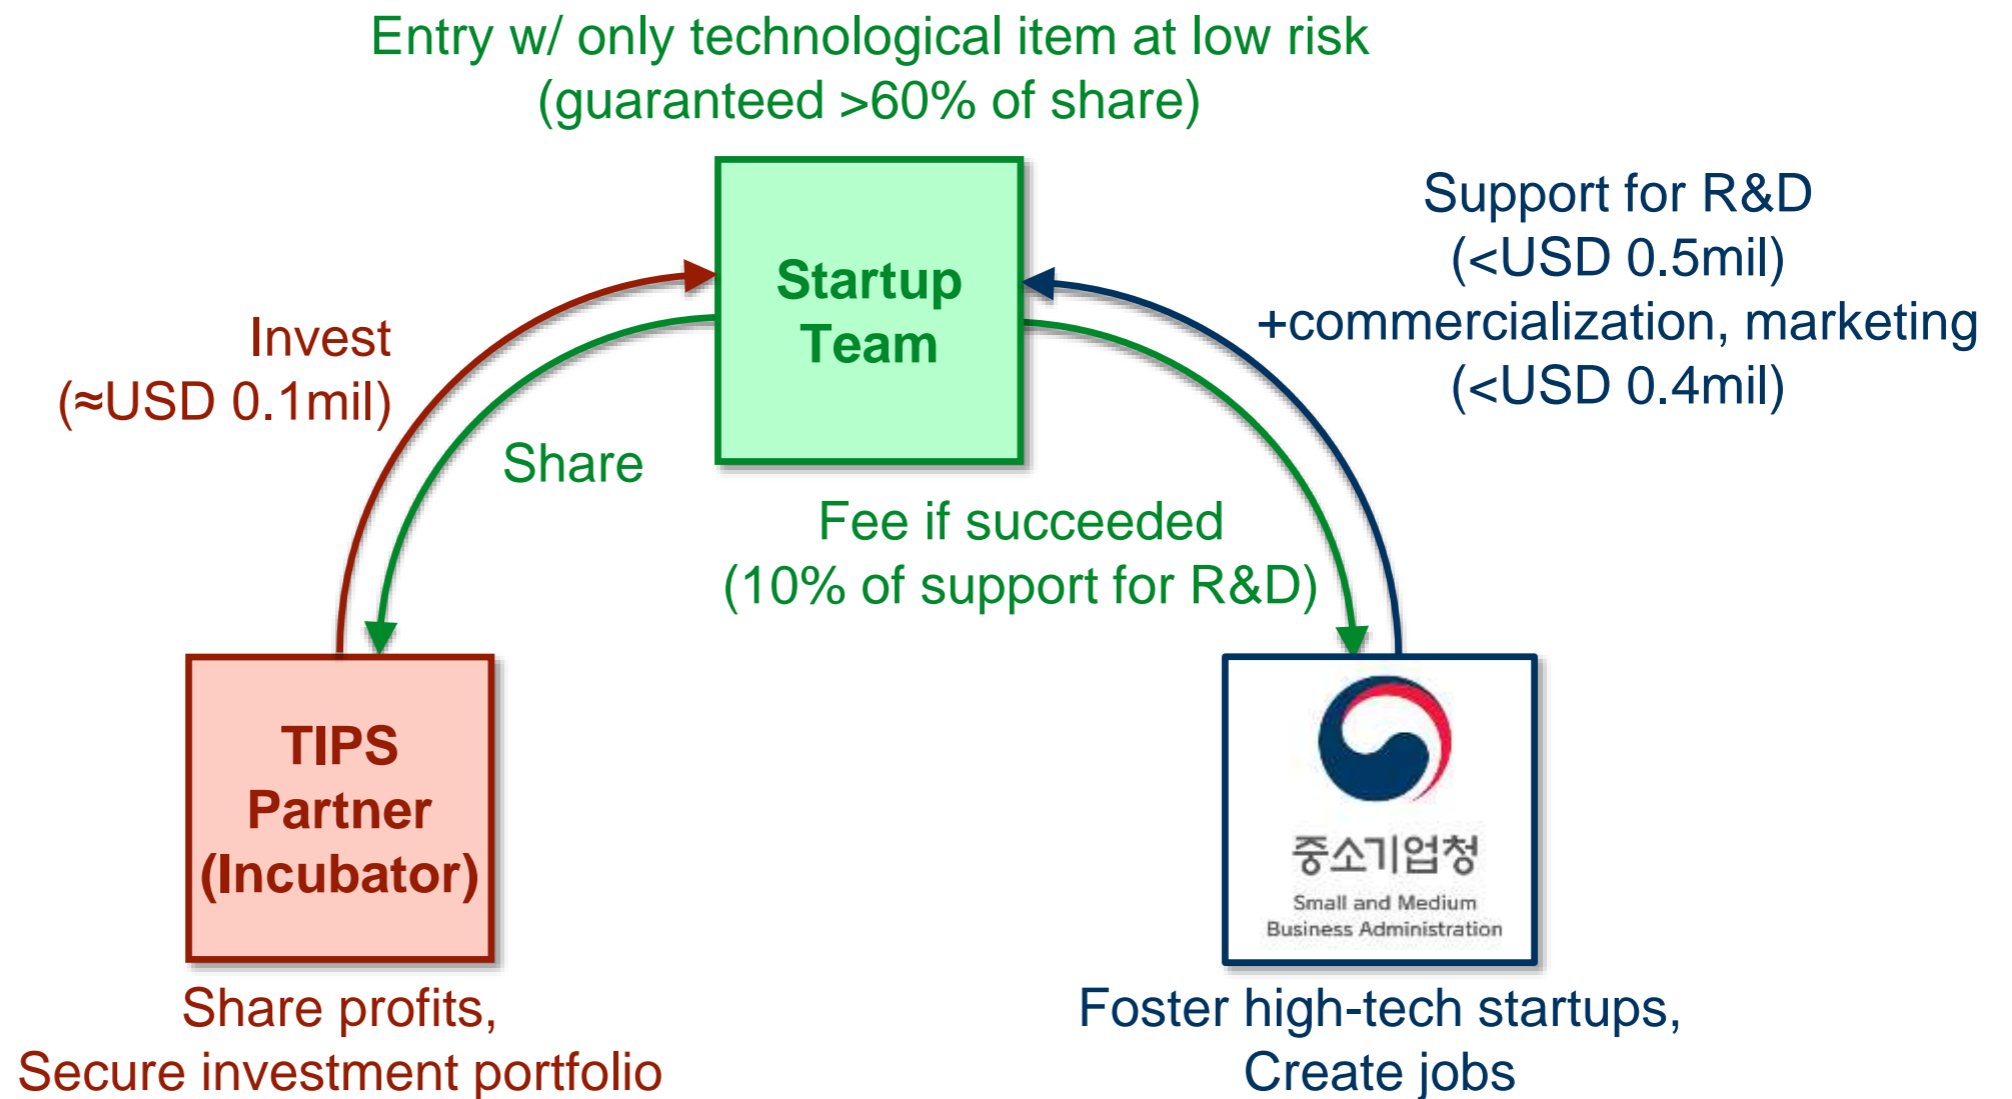 Entry w/ only technological item at low risk
(guaranteed >60% of share)
Startup
Team
Support for R&D
(<USD 0.5mil)
+commercialization, marketing
(<USD 0.4mil)
Invest
(≈USD 0.1mil)
Share
Fee if succeeded
(10% of support for R&D)
TIPS
Partner
(Incubator)
중소기업청
Small and Medium
Business Administration
Share profits,
Secure investment portfolio
Foster high-tech startups,
Create jobs